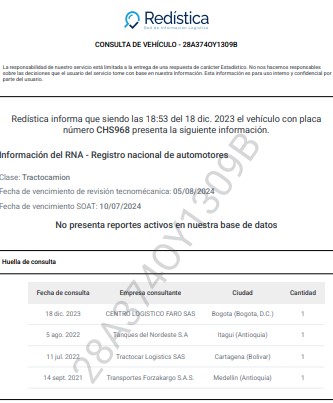 Redística
Red de Información Logística
CONSULTA DE VEHÍCULO - 28A374OY1309B
La responsabilidad de nuestro servicio está limitada a la entrega de una respuesta de carácter Estadístico. No nos hacemos responsables
sobre las decisiones que el usuario del servicio tome con base en nuestra Información. Esta información es para uso interno y confidencial por
parte del usuario.
Redística informa que siendo las 18:53 del 18 dic. 2023 el vehículo con placa
número CHS968 presenta la siguiente información.
Información del RNA - Registro nacional de automotores
Clase: Tractocamion
Fecha de vencimiento de revisión tecnomécanica: 05/08/2024
Fecha de vencimiento SOAT: 10/07/2024
No presenta reportes activos en nuestra base de datos
Huella de consulta
Fecha de consulta Empresa consultante Ciudad Cantidad
18 dic. 2023 CENTRO LOGISTICO FARO SAS Bogota (Bogota, D.C.) 1
5 ago. 2022 Tanques del Nordeste S.A Itagui (Antioquia) 1
11 jul. 2022 Tractocar Logistics SAS Cartagena (Bolivar) 1
14 sept. 2021 Transportes Forzakargo S.A.S. Medellin (Antioquia) 1
28A374OY1309B